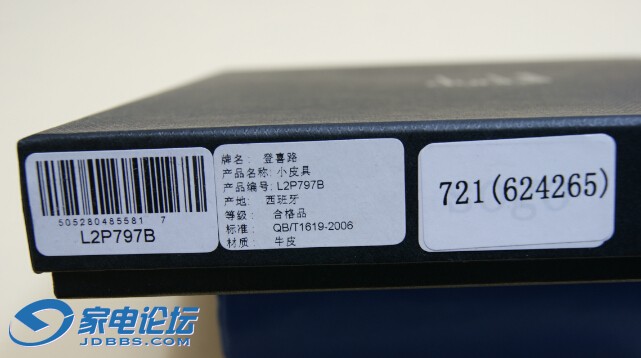 505280485581 7
L2P797B
牌名: 登喜路
产品名称: 小皮具
产品编号: L2P797B
产地: 西班牙
等级: 合格品
标准: QB/T1619-2006
材质: 牛皮
721(624265)
家电论坛
JDBBS.COM